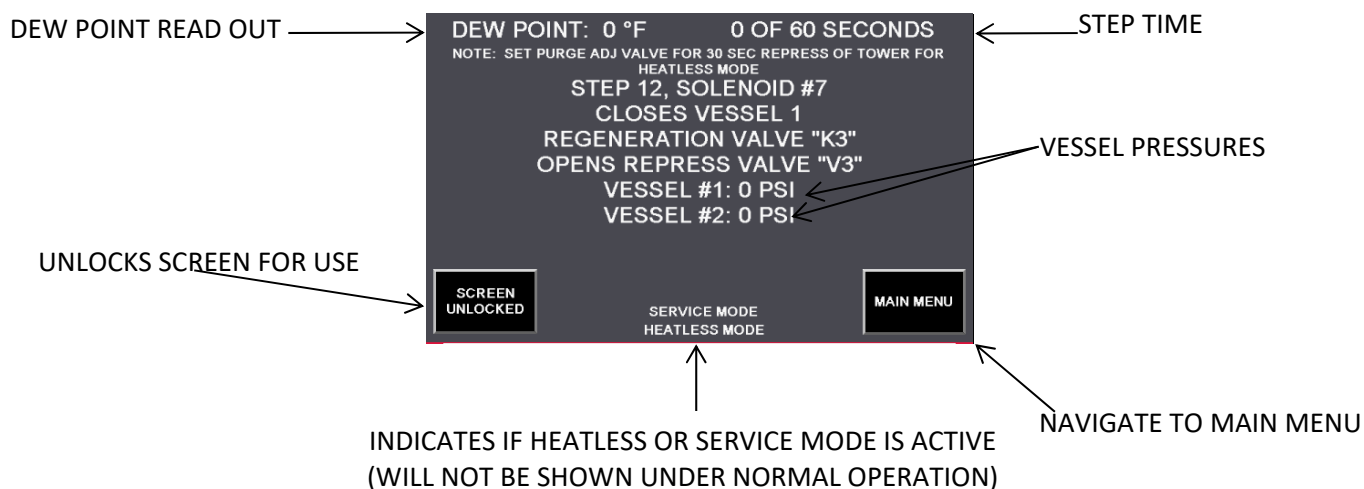 DEW POINT READ OUT
DEW POINT: 0 °F 0 OF 60 SECONDS
STEP TIME
NOTE: SET PURGE ADJ VALVE FOR 30 SEC REPRESS OF TOWER FOR
HEATLESS MODE
STEP 12, SOLENOID #7
CLOSES VESSEL 1
REGENERATION VALVE "K3"
OPENS REPRESS VALVE "V3"
VESSEL #1: 0 PSI
VESSEL #2: 0 PSI
VESSEL PRESSURES
UNLOCKS SCREEN FOR USE
SCREEN
UNLOCKED
SERVICE MODE
HEATLESS MODE
MAIN MENU
NAVIGATE TO MAIN MENU
INDICATES IF HEATLESS OR SERVICE MODE IS ACTIVE
(WILL NOT BE SHOWN UNDER NORMAL OPERATION)